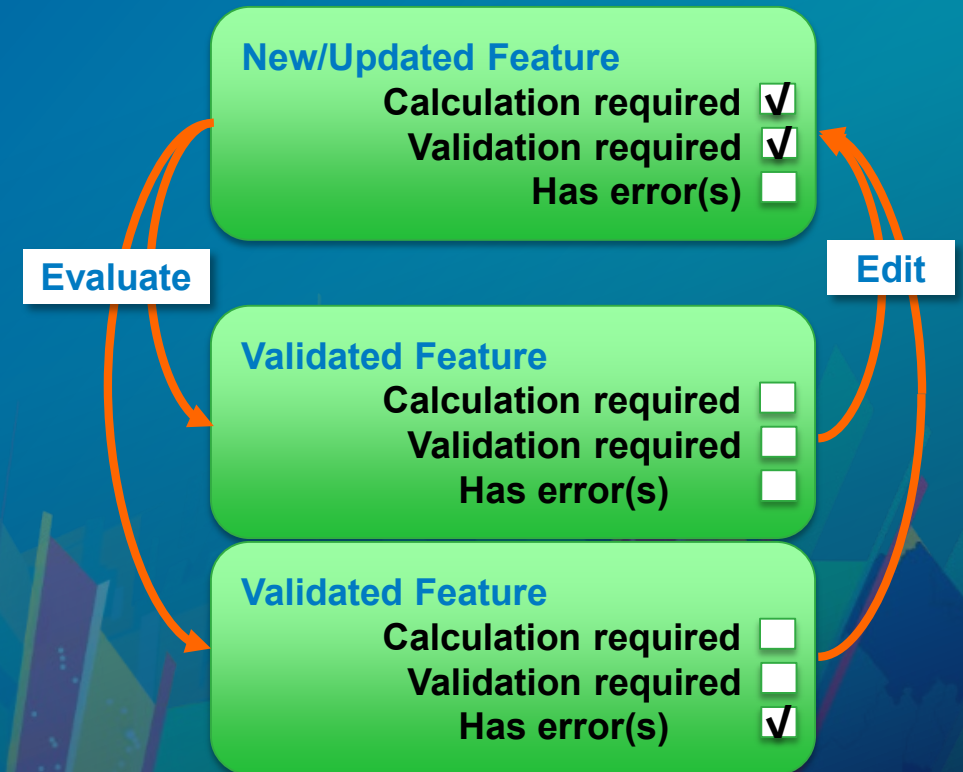 New/Updated Feature
Calculation required √
Validation required √
Has error(s)
Evaluate
Edit
Validated Feature
Calculation required
Validation required
Has error(s)
Validated Feature
Calculation required
Validation required
Has error(s) √